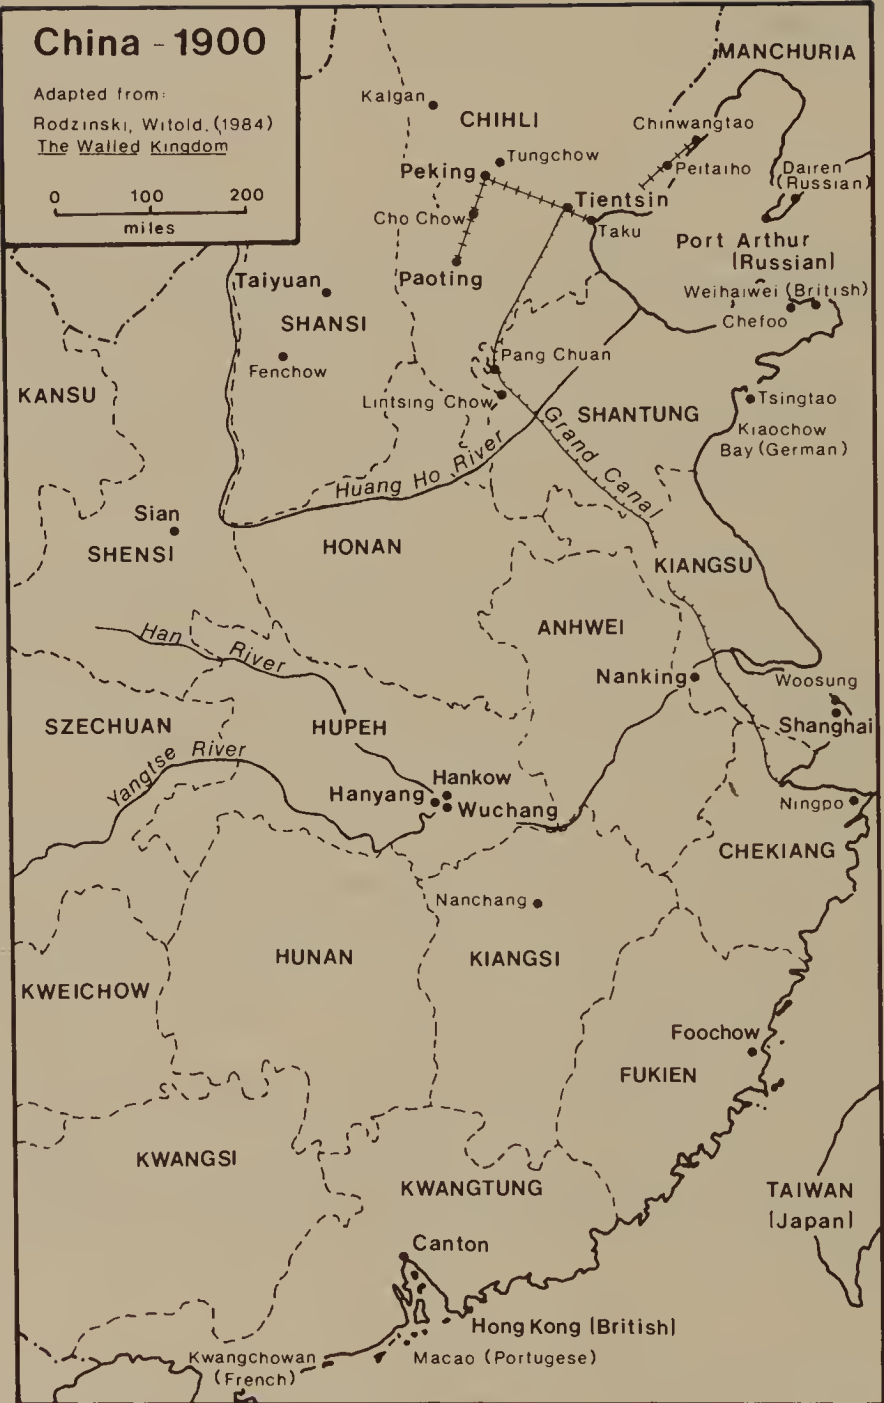 China - 1900
Adapted from:
Rodzinski, Witold. (1984)
The Walled Kingdom
0 100 200
miles
MANCHURIA
Kalgan
CHIHLI
Chinwangtao
Tungchow
Peking
Peitaiho
Dairen
(Russian)
Tientsin
Cho Chow
Taku
Port Arthur
(Russian)
Paoting
Taiyuan
Weihaiwei (British)
SHANSI
Chefoo
Pang Chuan
Fenchow
KANSU
Lintsing Chow
SHANTUNG
Tsingtao
Kiaochow
Bay (German)
Grand Canal
Huang Ho River
Sian
SHENSI
HONAN
KIANGSU
ANHWEI
Han River
Nanking
Woosung
SZECHUAN
HUPEH
Shanghai
Yangtse River
Hankow
Hanyang
Wuchang
Ningpo
CHEKIANG
Nanchang
HUNAN
KIANGSI
KWEICHOW
Foochow
FUKIEN
KWANGSI
KWANGTUNG
TAIWAN
(Japan)
Canton
Hong Kong (British)
Kwangchowan
(French)
Macao (Portugese)